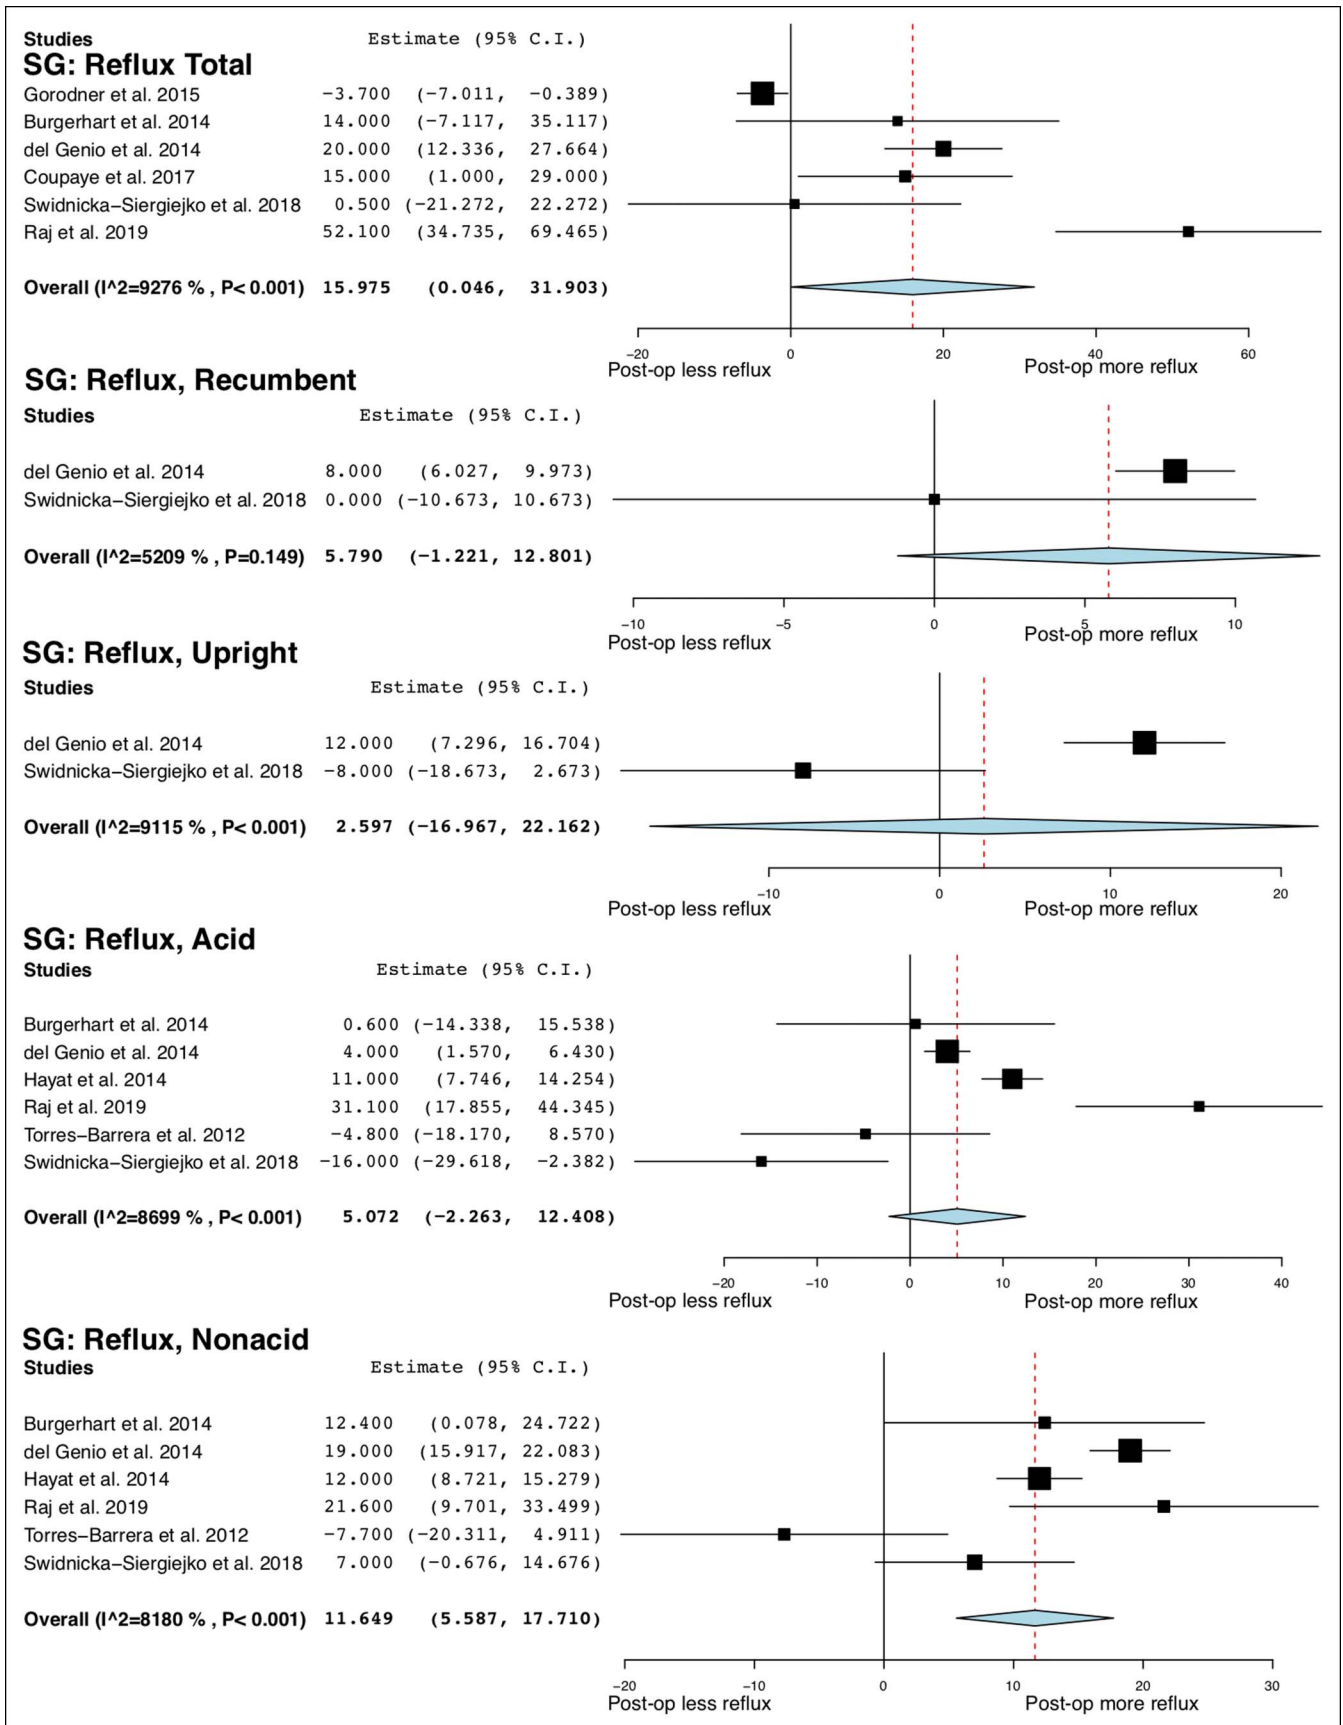 Studies Estimate (95% C.I.)
SG: Reflux Total
Gorodner et al. 2015 −3.700 (−7.011, −0.389)
Burgerhart et al. 2014 14.000 (−7.117, 35.117)
del Genio et al. 2014 20.000 (12.336, 27.664)
Coupaye et al. 2017 15.000 (1.000, 29.000)
Swidnicka−Siergiejko et al. 2018 0.500 (−21.272, 22.272)
Raj et al. 2019 52.100 (34.735, 69.465)
Overall (I^2=9276 % , P< 0.001) 15.975 (0.046, 31.903)
−20 0 20 40 60
Post-op less reflux Post-op more reflux
SG: Reflux, Recumbent
Studies Estimate (95% C.I.)
del Genio et al. 2014 8.000 (6.027, 9.973)
Swidnicka−Siergiejko et al. 2018 0.000 (−10.673, 10.673)
Overall (I^2=5209 % , P=0.149) 5.790 (−1.221, 12.801)
−10 −5 0 5 10
Post-op less reflux Post-op more reflux
SG: Reflux, Upright
Studies Estimate (95% C.I.)
del Genio et al. 2014 12.000 (7.296, 16.704)
Swidnicka−Siergiejko et al. 2018 −8.000 (−18.673, 2.673)
Overall (I^2=9115 % , P< 0.001) 2.597 (−16.967, 22.162)
−10 0 10 20
Post-op less reflux Post-op more reflux
SG: Reflux, Acid
Studies Estimate (95% C.I.)
Burgerhart et al. 2014 0.600 (−14.338, 15.538)
del Genio et al. 2014 4.000 (1.570, 6.430)
Hayat et al. 2014 11.000 (7.746, 14.254)
Raj et al. 2019 31.100 (17.855, 44.345)
Torres−Barrera et al. 2012 −4.800 (−18.170, 8.570)
Swidnicka−Siergiejko et al. 2018 −16.000 (−29.618, −2.382)
Overall (I^2=8699 % , P< 0.001) 5.072 (−2.263, 12.408)
−20 −10 0 10 20 30 40
Post-op less reflux Post-op more reflux
SG: Reflux, Nonacid
Studies Estimate (95% C.I.)
Burgerhart et al. 2014 12.400 (0.078, 24.722)
del Genio et al. 2014 19.000 (15.917, 22.083)
Hayat et al. 2014 12.000 (8.721, 15.279)
Raj et al. 2019 21.600 (9.701, 33.499)
Torres−Barrera et al. 2012 −7.700 (−20.311, 4.911)
Swidnicka−Siergiejko et al. 2018 7.000 (−0.676, 14.676)
Overall (I^2=8180 % , P< 0.001) 11.649 (5.587, 17.710)
−20 −10 0 10 20 30
Post-op less reflux Post-op more reflux